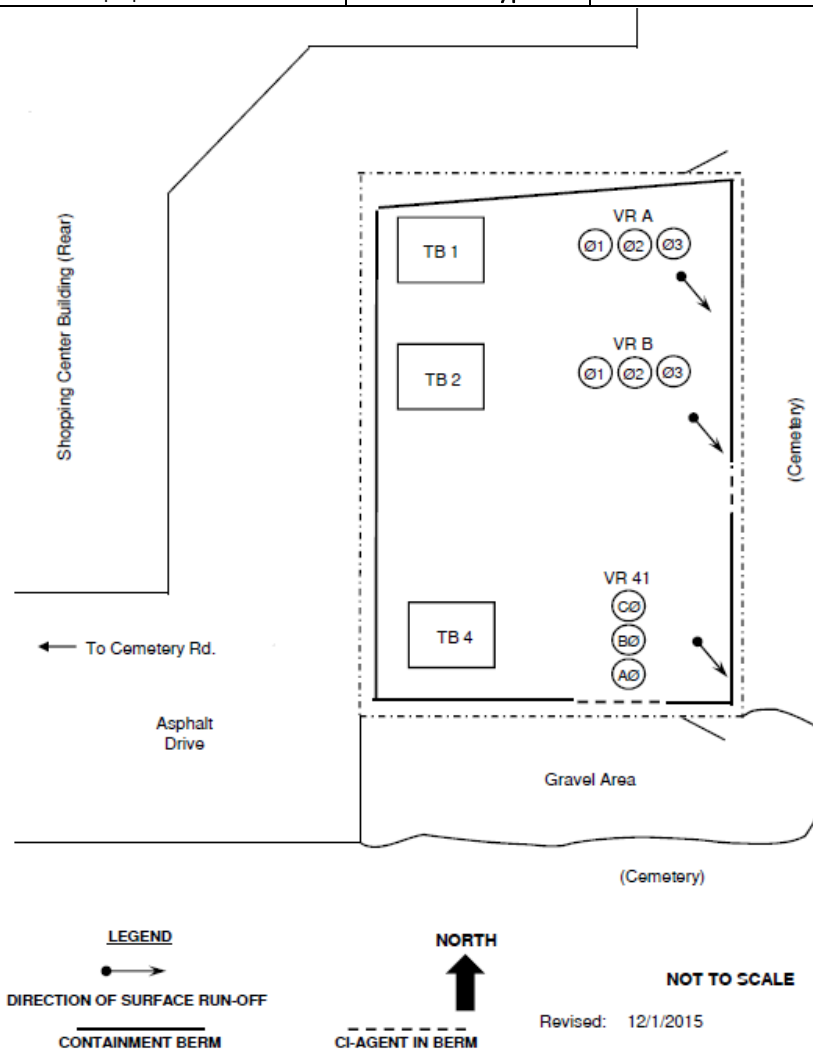 Shopping Center Building (Rear)
VR A
TB 1
Ø1 Ø2 Ø3
VR B
TB 2
Ø1 Ø2 Ø3
(Cemetery)
VR 41
CØ
TB 4
BØ
AØ
To Cemetery Rd.
Asphalt
Drive
Gravel Area
(Cemetery)
LEGEND
NORTH
NOT TO SCALE
DIRECTION OF SURFACE RUN-OFF
Revised: 12/1/2015
CONTAINMENT BERM
CI-AGENT IN BERM